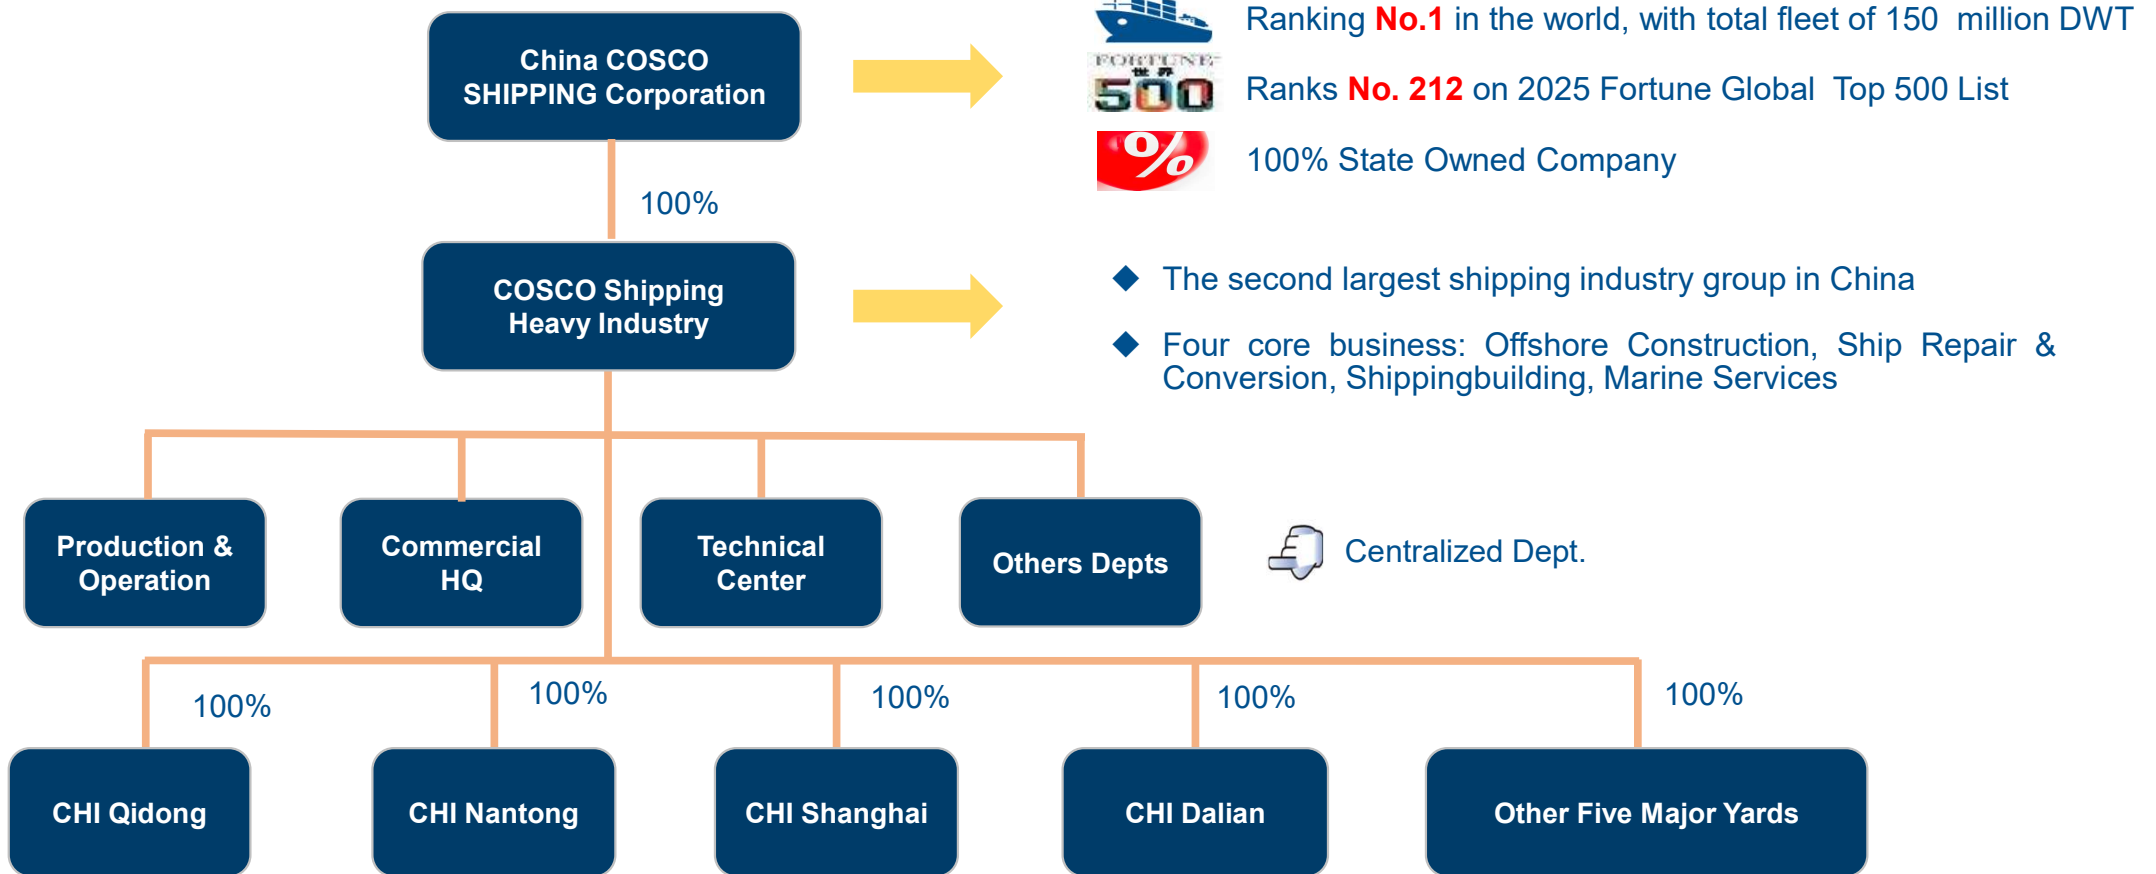 Ranking No.1 in the world, with total fleet of 150 million DWT
China COSCO
SHIPPING Corporation
FORTUNE
世界
500
Ranks No. 212 on 2025 Fortune Global Top 500 List
%
100% State Owned Company
100%
COSCO Shipping
Heavy Industry
◆ The second largest shipping industry group in China
◆ Four core business: Offshore Construction, Ship Repair &
Conversion, Shippingbuilding, Marine Services
Production &
Operation
Commercial
HQ
Technical
Center
Others Depts
Centralized Dept.
100%
100%
100%
100%
100%
CHI Qidong
CHI Nantong
CHI Shanghai
CHI Dalian
Other Five Major Yards